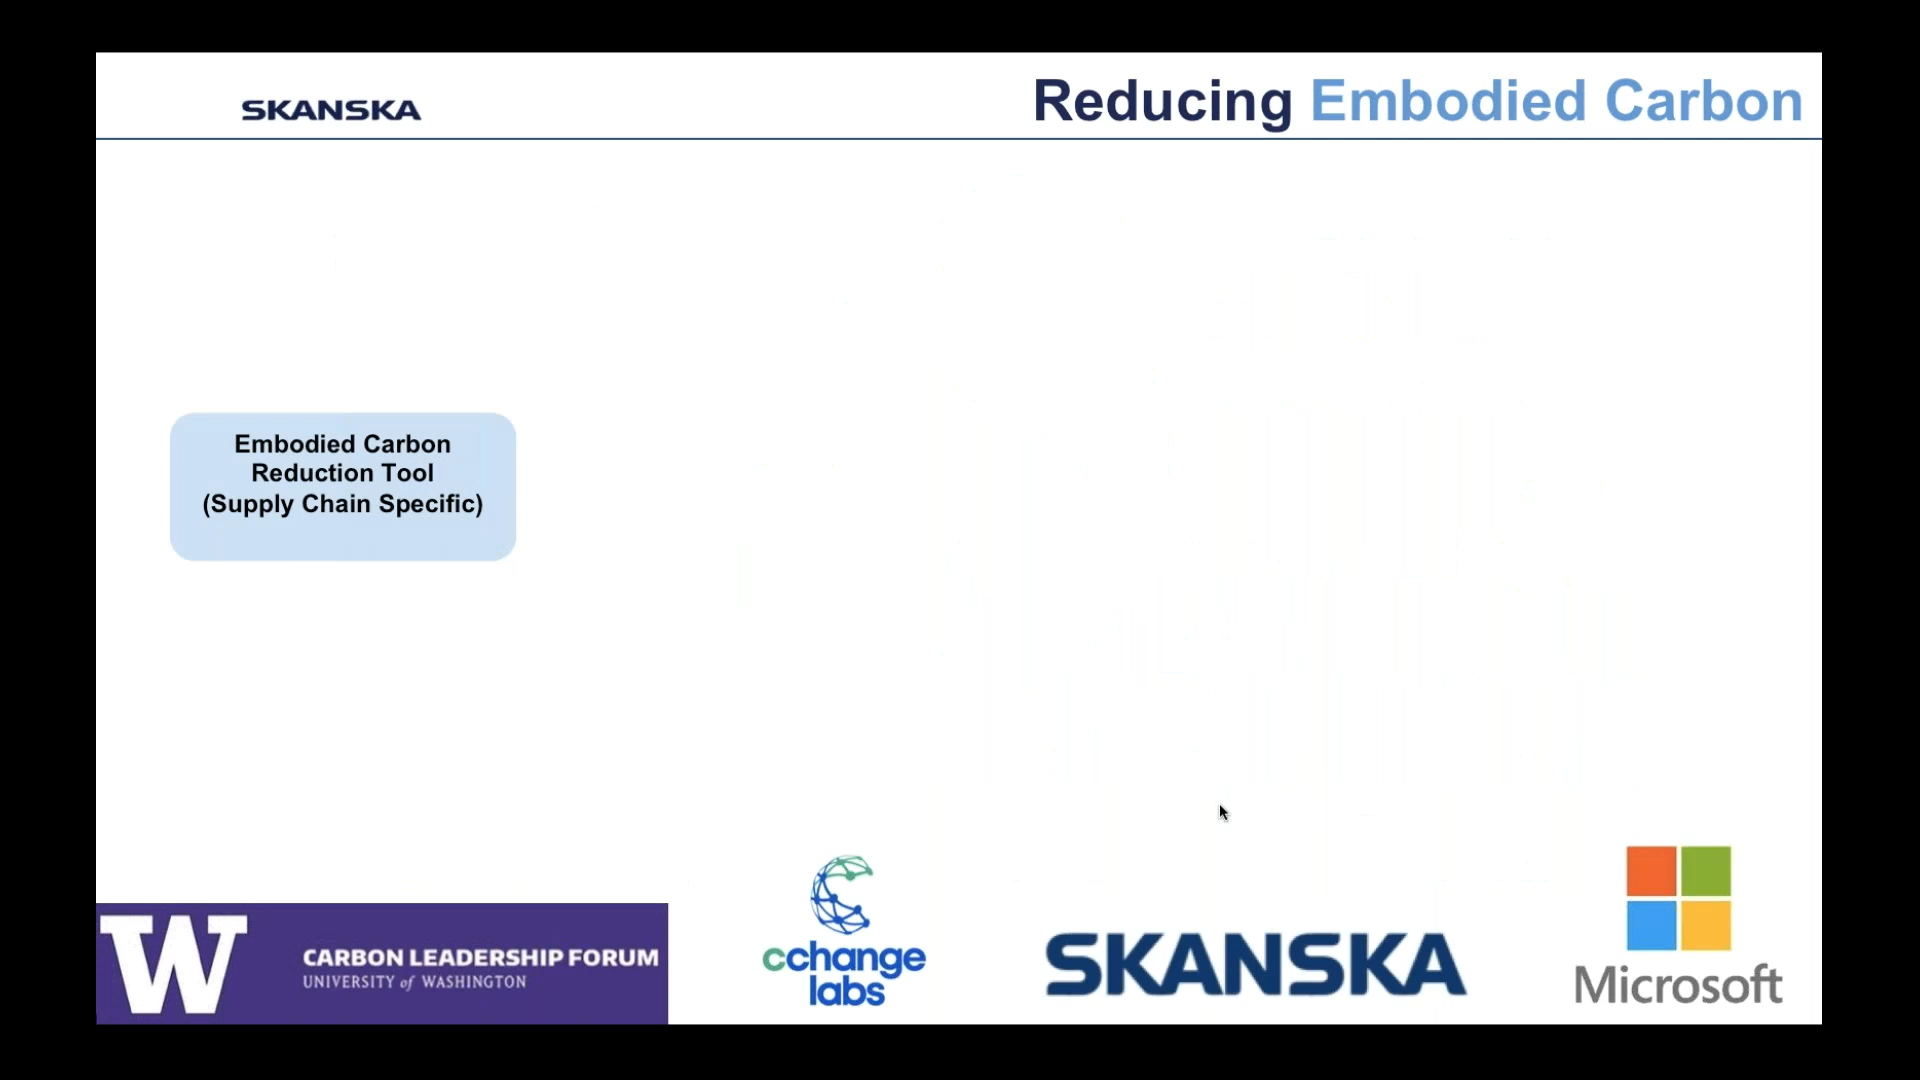 SKANSKA
Reducing Embodied Carbon
Embodied Carbon
Reduction Tool
(Supply Chain Specific)
W
CARBON LEADERSHIP FORUM
UNIVERSITY of WASHINGTON
cchange
labs
SKANSKA
Microsoft